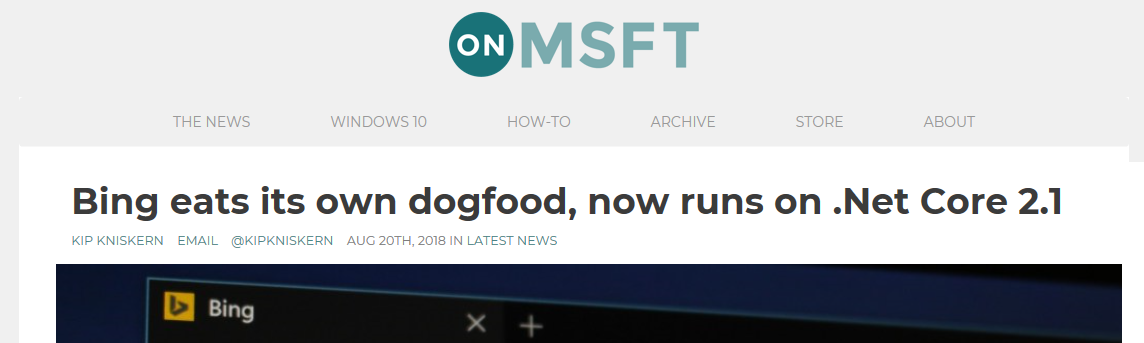 ON MSFT
THE NEWS WINDOWS 10 HOW-TO ARCHIVE STORE ABOUT
Bing eats its own dogfood, now runs on .Net Core 2.1
KIP KNISKERN EMAIL @KIPKNISKERN AUG 20TH, 2018 IN LATEST NEWS
Bing